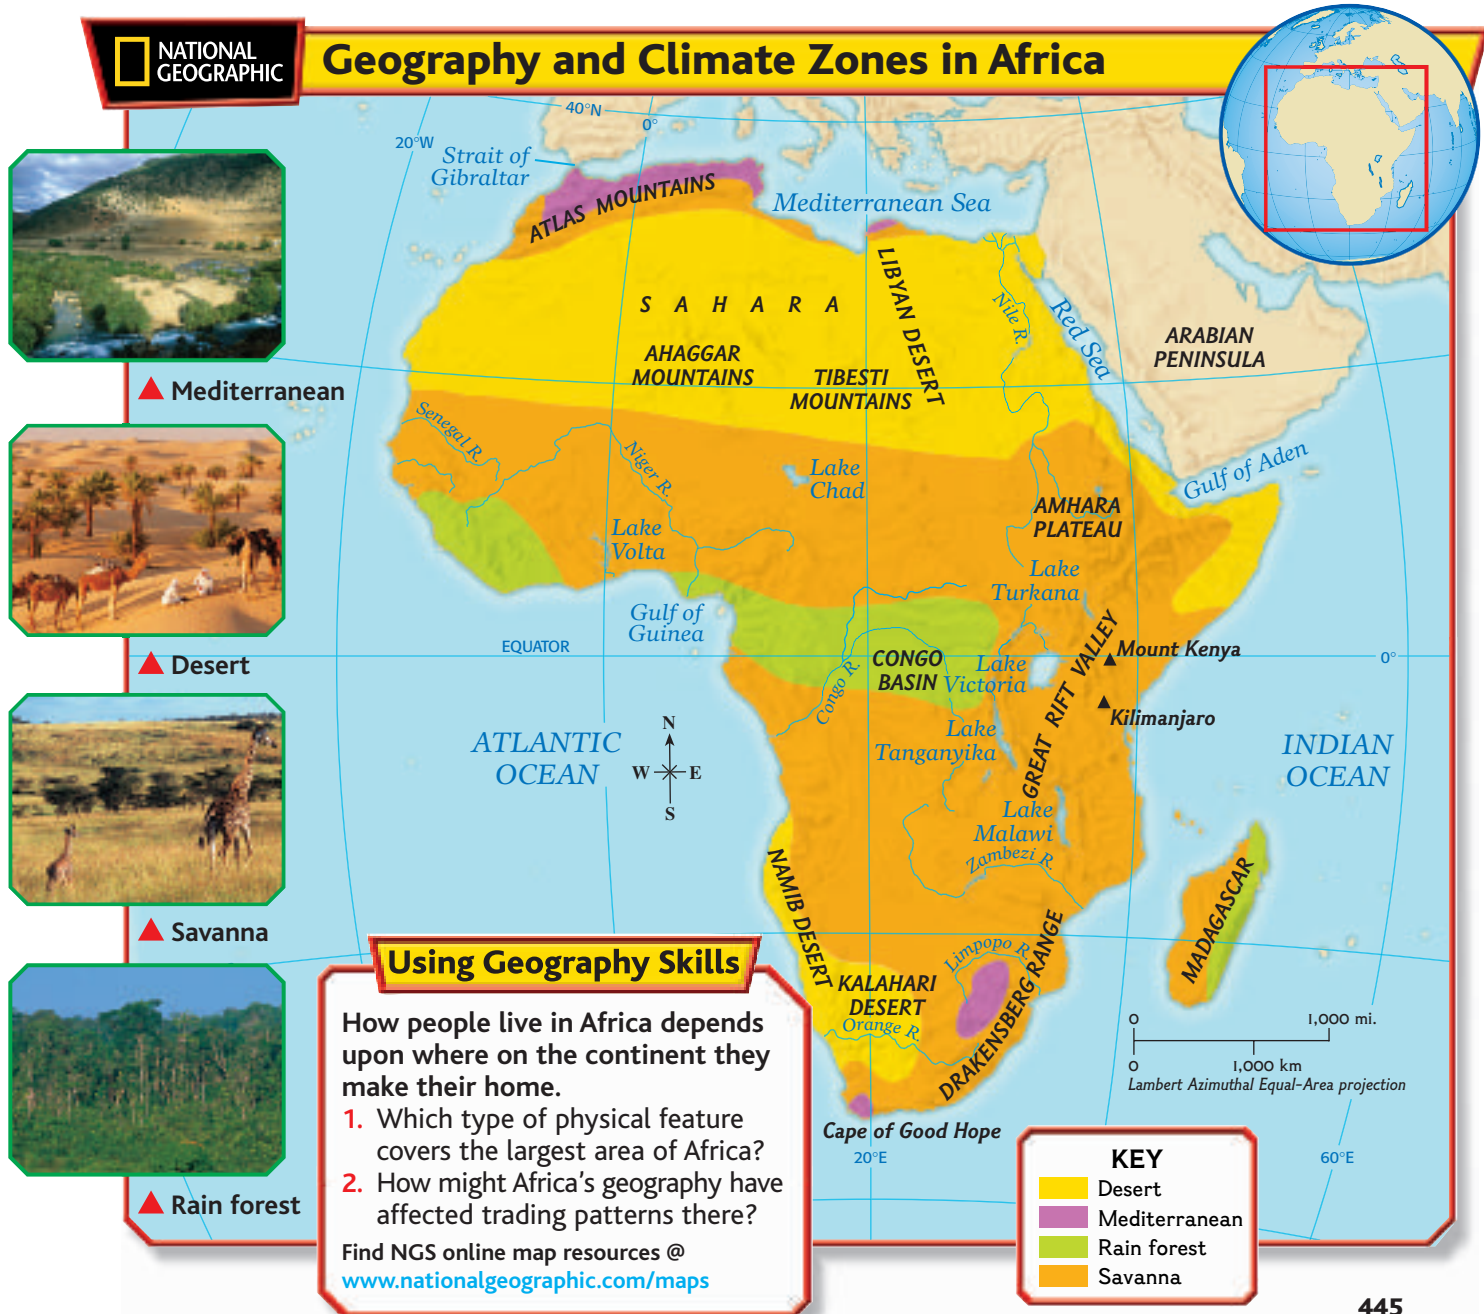 NATIONAL
GEOGRAPHIC
Geography and Climate Zones in Africa
40°N
0°
20°W
Strait of
Gibraltar
ATLAS MOUNTAINS
Mediterranean Sea
LIBYAN DESERT
SAHARA
Nile R.
Red Sea
ARABIAN
PENINSULA
AHAGGAR
MOUNTAINS
TIBESTI
MOUNTAINS
Mediterranean
Senegal R.
Niger R.
Lake
Chad
Gulf of Aden
AMHARA
PLATEAU
Lake
Volta
Lake
Turkana
Gulf of
Guinea
EQUATOR
0°
Desert
CONGO
BASIN
Congo R.
Lake
Victoria
GREAT RIFT VALLEY
Mount Kenya
Kilimanjaro
Lake
Tanganyika
ATLANTIC
OCEAN
N
W E
S
INDIAN
OCEAN
Lake
Malawi
Zambezi R.
NAMIB DESERT
MADAGASCAR
Savanna
Limpopo R.
DRAKENSBERG RANGE
KALAHARI
DESERT
Orange R.
Cape of Good Hope
20°E
60°E
0 1,000 mi.
0 1,000 km
Lambert Azimuthal Equal-Area projection
Rain forest
Using Geography Skills
How people live in Africa depends
upon where on the continent they
make their home.
1. Which type of physical feature
covers the largest area of Africa?
2. How might Africa's geography have
affected trading patterns there?
Find NGS online map resources @
www.nationalgeographic.com/maps
KEY
Desert
Mediterranean
Rain forest
Savanna
445